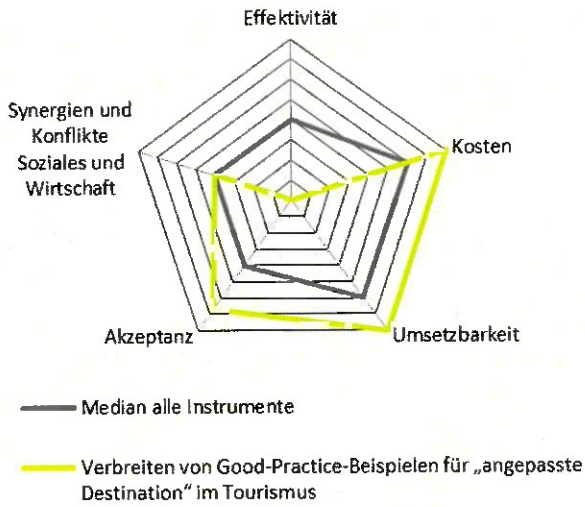 Effektivität
Synergien und
Konflikte
Soziales und
Wirtschaft
Kosten
Akzeptanz
Umsetzbarkeit
Median alle Instrumente
Verbreiten von Good-Practice-Beispielen für „angepasste
Destination“ im Tourismus